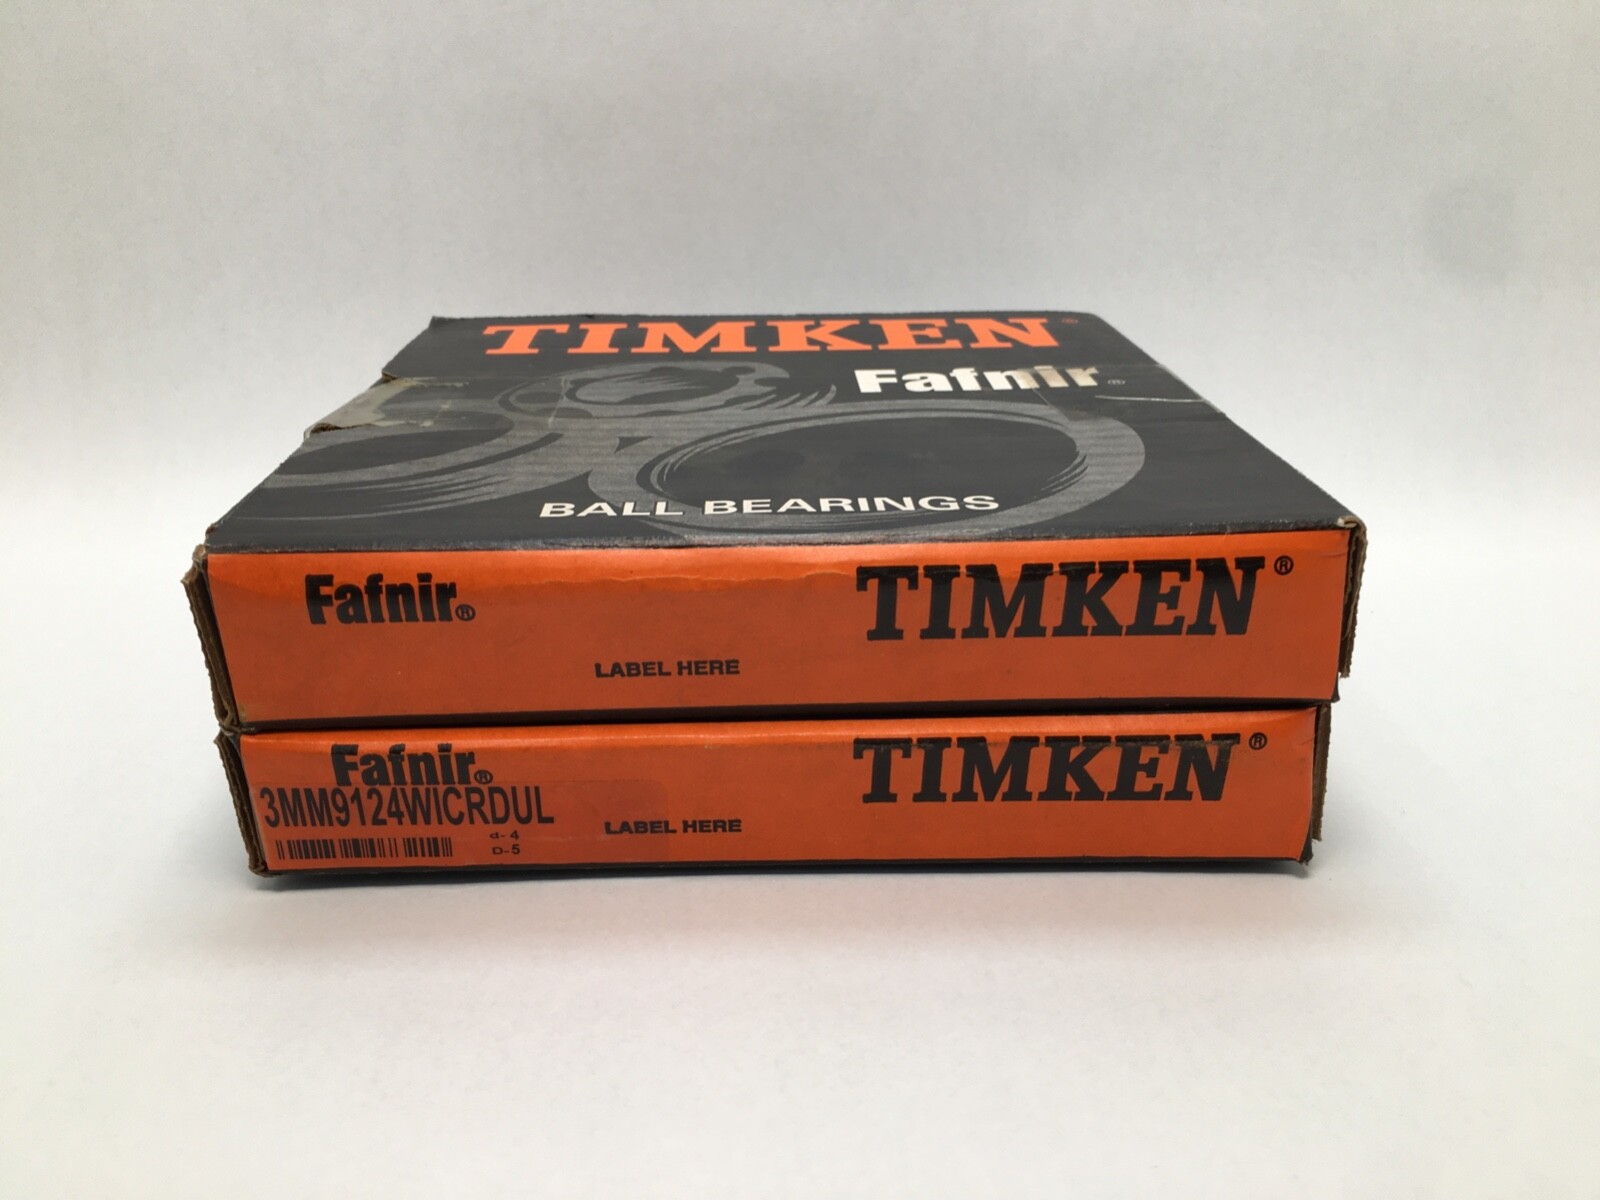 TIMKEN®
Fafnir®
BALL BEARINGS
Fafnir® TIMKEN®
LABEL HERE
Fafnir® TIMKEN®
3MM9124WICRDUL
LABEL HERE
d-4
D-5